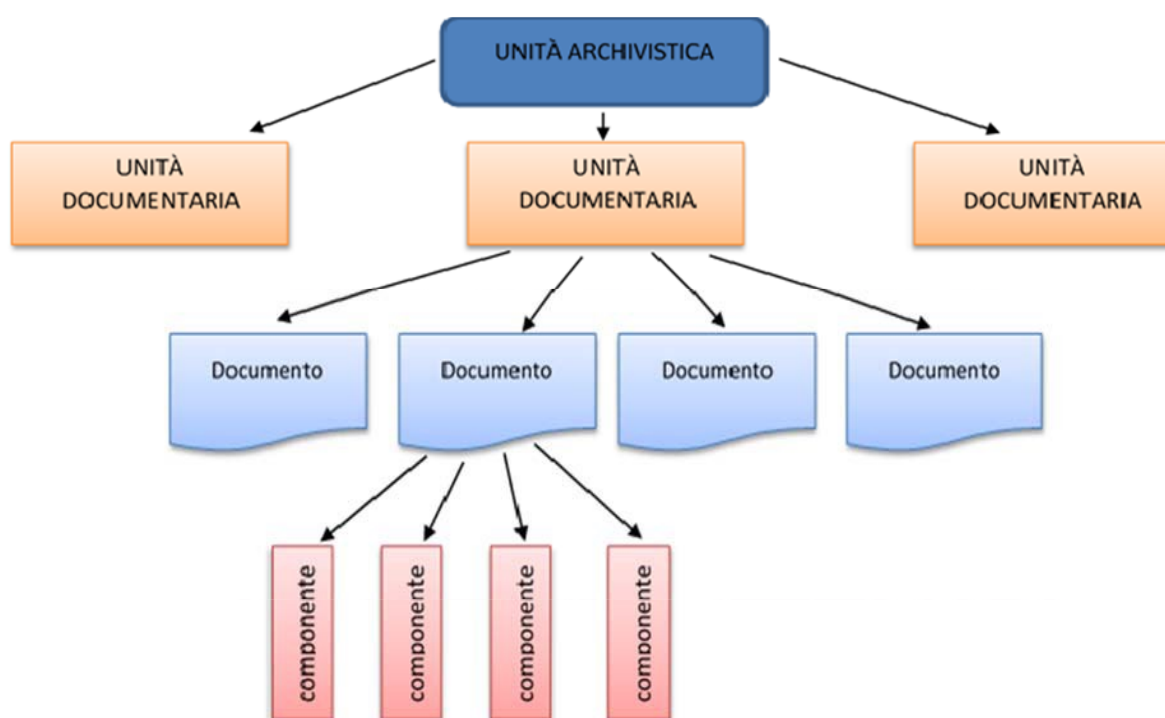 UNITÀ ARCHIVISTICA
UNITÀ
DOCUMENTARIA
UNITÀ
DOCUMENTARIA
UNITÀ
DOCUMENTARIA
Documento
Documento
Documento
Documento
componente
componente
componente
componente